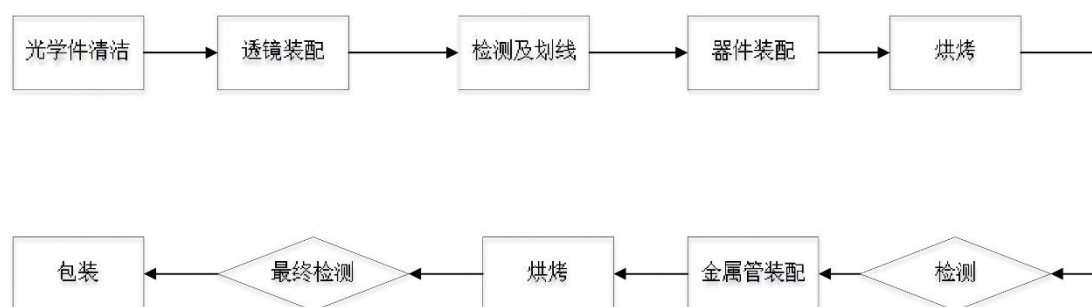 光学件清洁
透镜装配
检测及划线
器件装配
烘烤
包装
最终检测
烘烤
金属管装配
检测